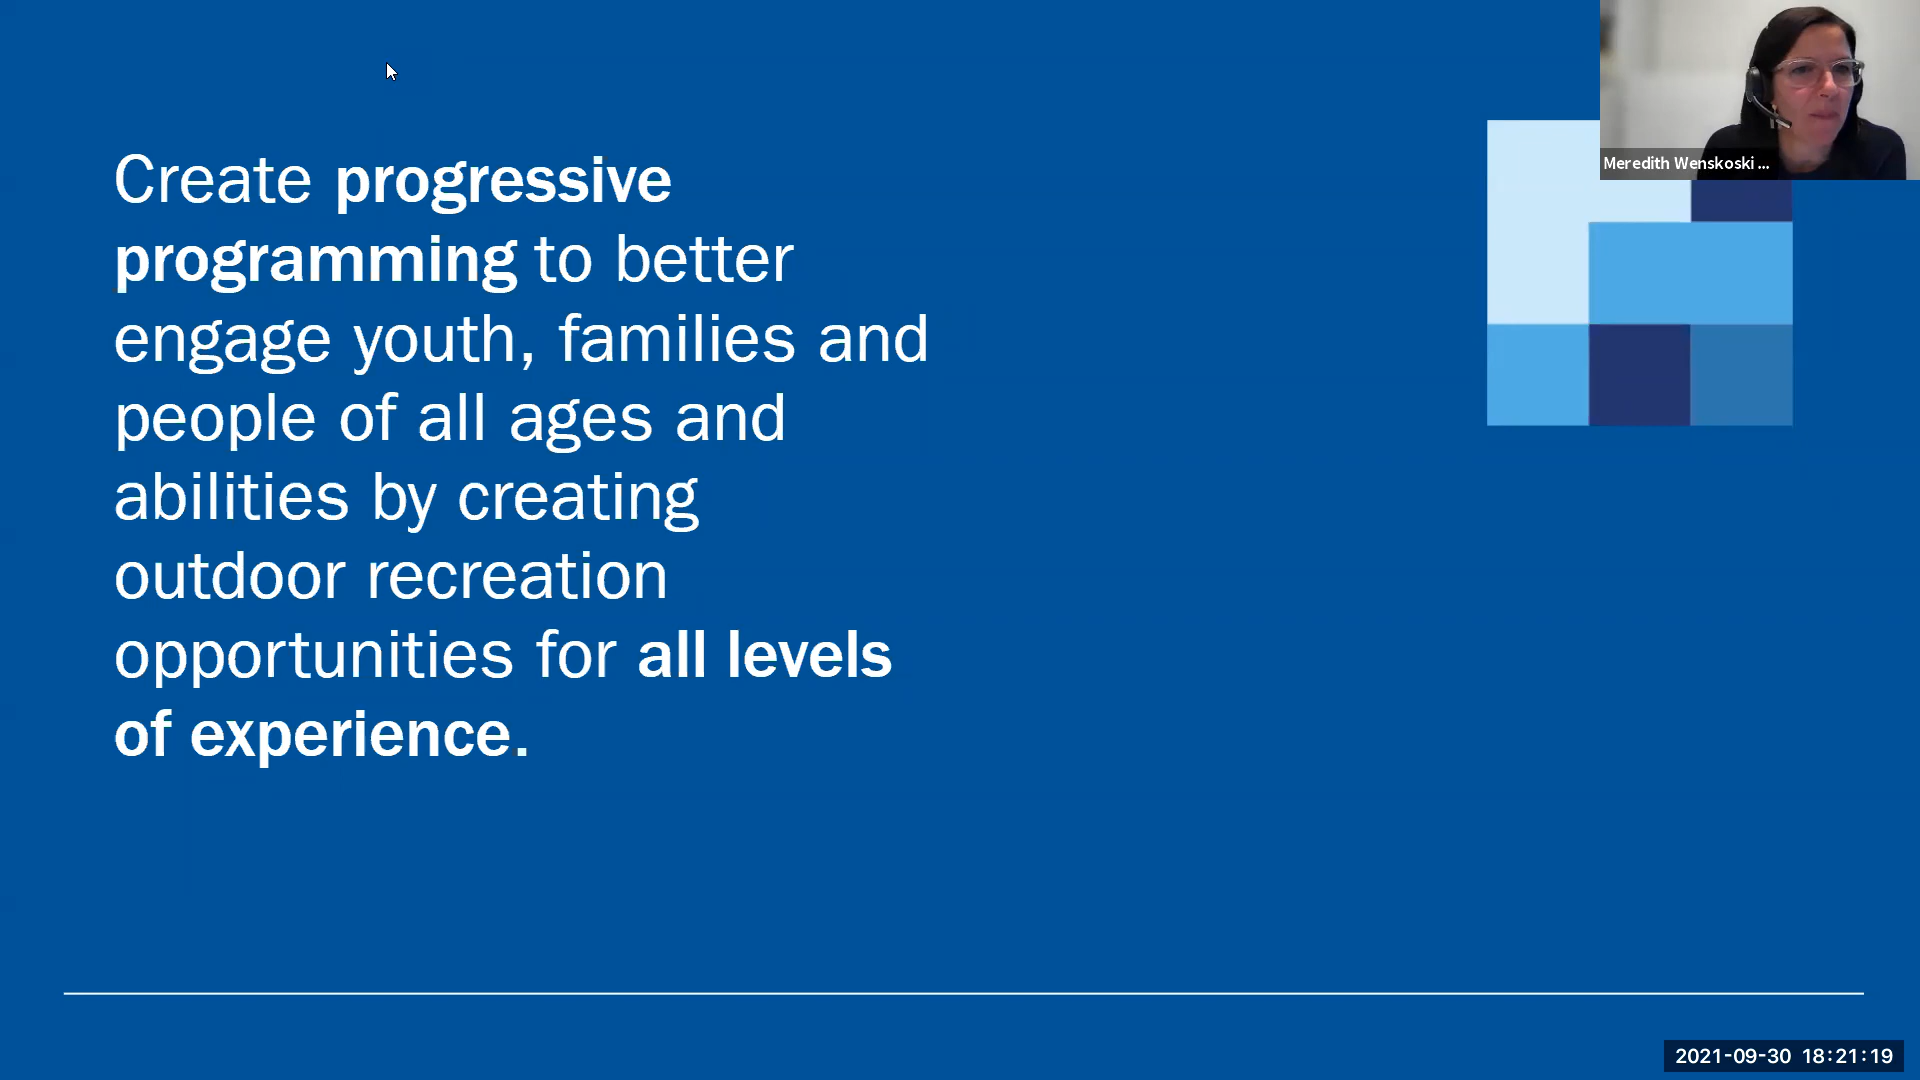 Create progressive
programming to better
engage youth, families and
people of all ages and
abilities by creating
outdoor recreation
opportunities for all levels
of experience.
Meredith Wenskoski ...
2021-09-30 18:21:19